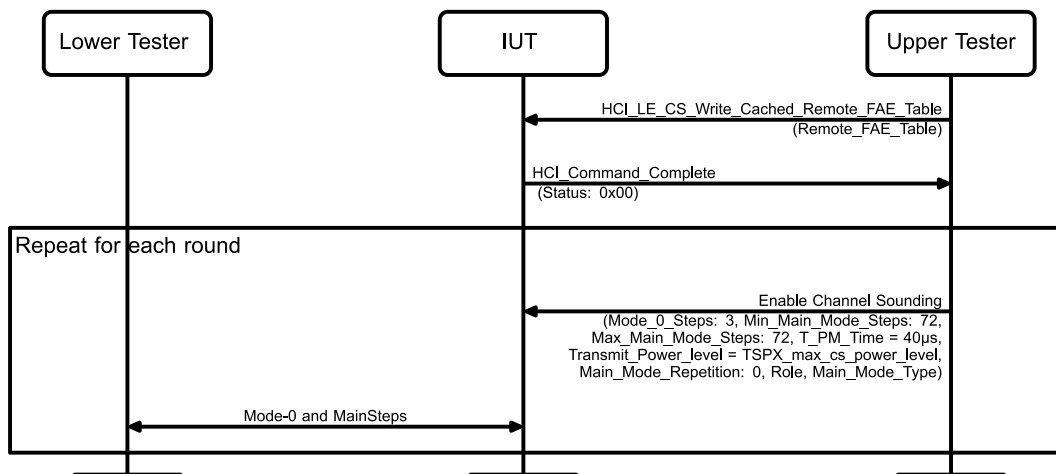 Lower Tester
IUT
Upper Tester
HCI_LE_CS_Write_Cached_Remote_FAE_Table
(Remote_FAE_Table)
HCI_Command_Complete
(Status: 0x00)
Repeat for each round
Enable Channel Sounding
(Mode_0_Steps: 3, Min_Main_Mode_Steps: 72,
Max_Main_Mode_Steps: 72, T_PM_Time = 40µs,
Transmit_Power_level = TSPX_max_cs_power_level,
Main_Mode_Repetition: 0, Role, Main_Mode_Type)
Mode-0 and MainSteps